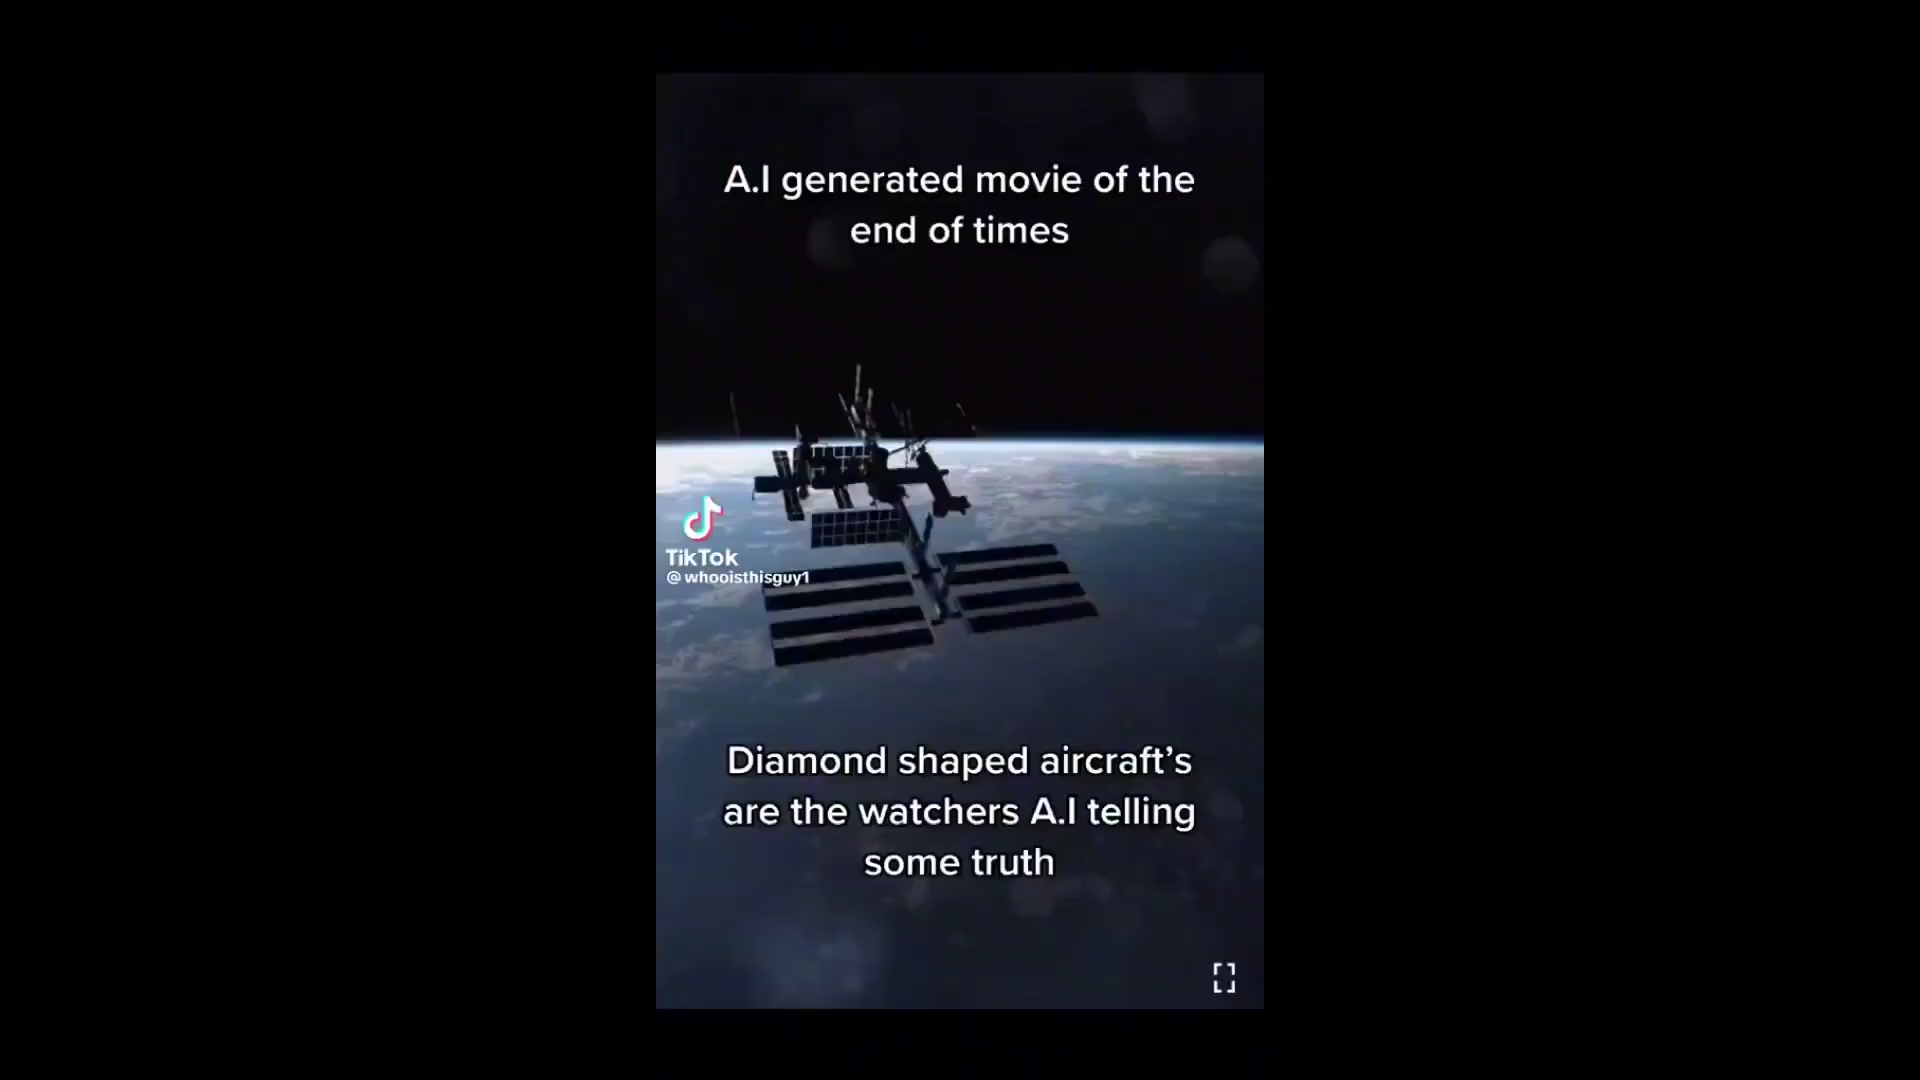 A.I generated movie of the
end of times
TikTok
@whooisthisguy1
Diamond shaped aircraft's
are the watchers A.I telling
some truth